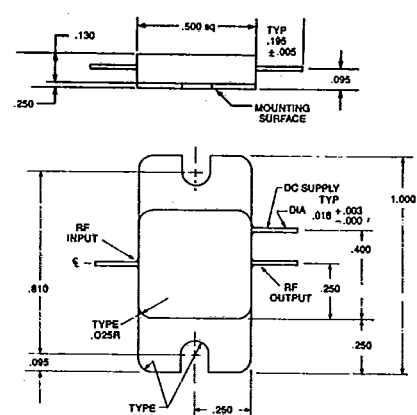 .500 sq
TYP
.195
± .005
.130
.095
.250
MOUNTING
SURFACE
DC SUPPLY
TYP
DIA .018 +.003
-.000
1.000
RF
INPUT
.400
.810
RF
OUTPUT
.250
TYPE
.025R
.250
.095
TYPE
.250